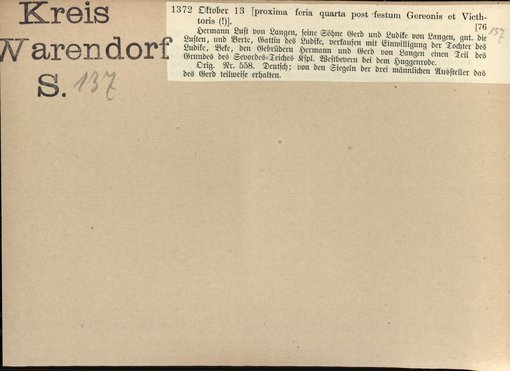 Kreis
Warendorf
S. 137
1372 Oktober 13 [proxima feria quarta post festum Gereonis et Victhoris (!)].
[76
137
Hermann Lust von Langen, seine Söhne Gerd und Ludike von Langen, gnt. die
Lusten, und Berte, Gattin des Ludike, verkaufen mit Einwilligung der Tochter des
Ludike, Beke, den Gebrüdern Hermann und Gerd von Langen einen Teil des
Grundes des Sevordes-Teiches Kspl. Westbevern bei dem Huggenrode.
Orig. Nr. 558. Deutsch; von den Siegeln der drei männlichen Aussteller das
des Gerd teilweise erhalten.